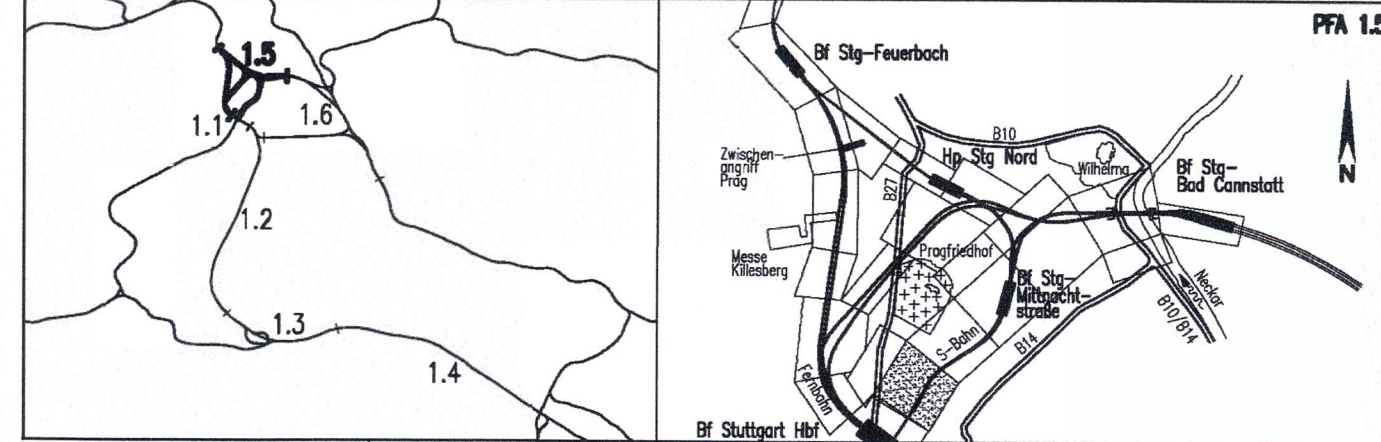 1.5
1.6
1.1
1.2
1.3
1.4
PFA 1.5
Bf Stg-Feuerbach
B10
Zwischen-
angriff
Prag
Hp Stg Nord
Wilhelma
Bf Stg-
Bad Cannstatt
B27
N
Messe
Killesberg
Pragfriedhof
Bf Stg-
Mittnacht-
straße
Neckar
B10/B14
S-Bahn
B14
Fernbahn
Bf Stuttgart Hbf